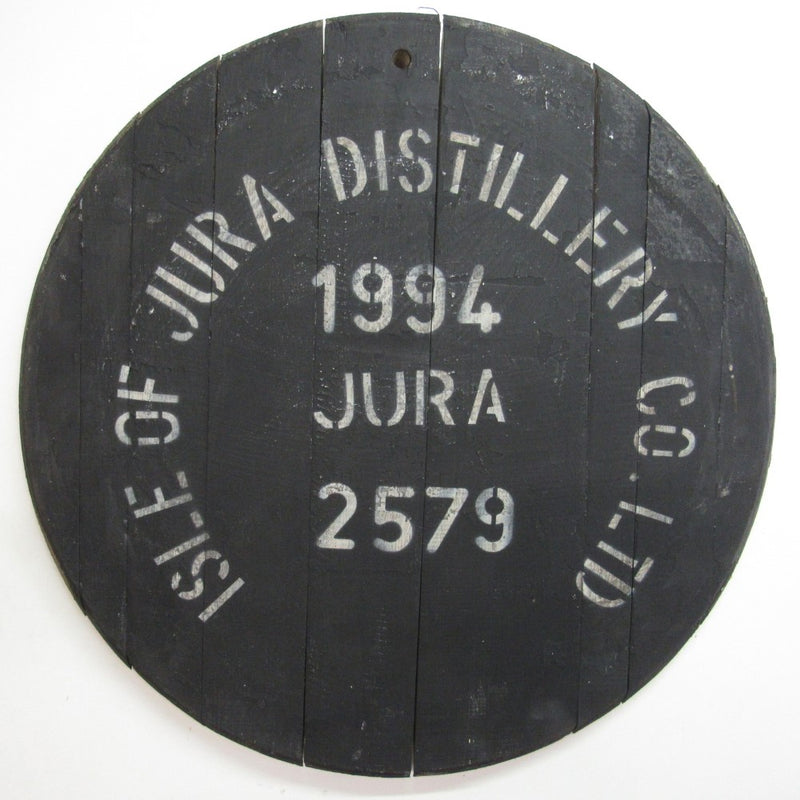 ISLE OF JURA DISTILLERY CO. LTD
1994
JURA
2579